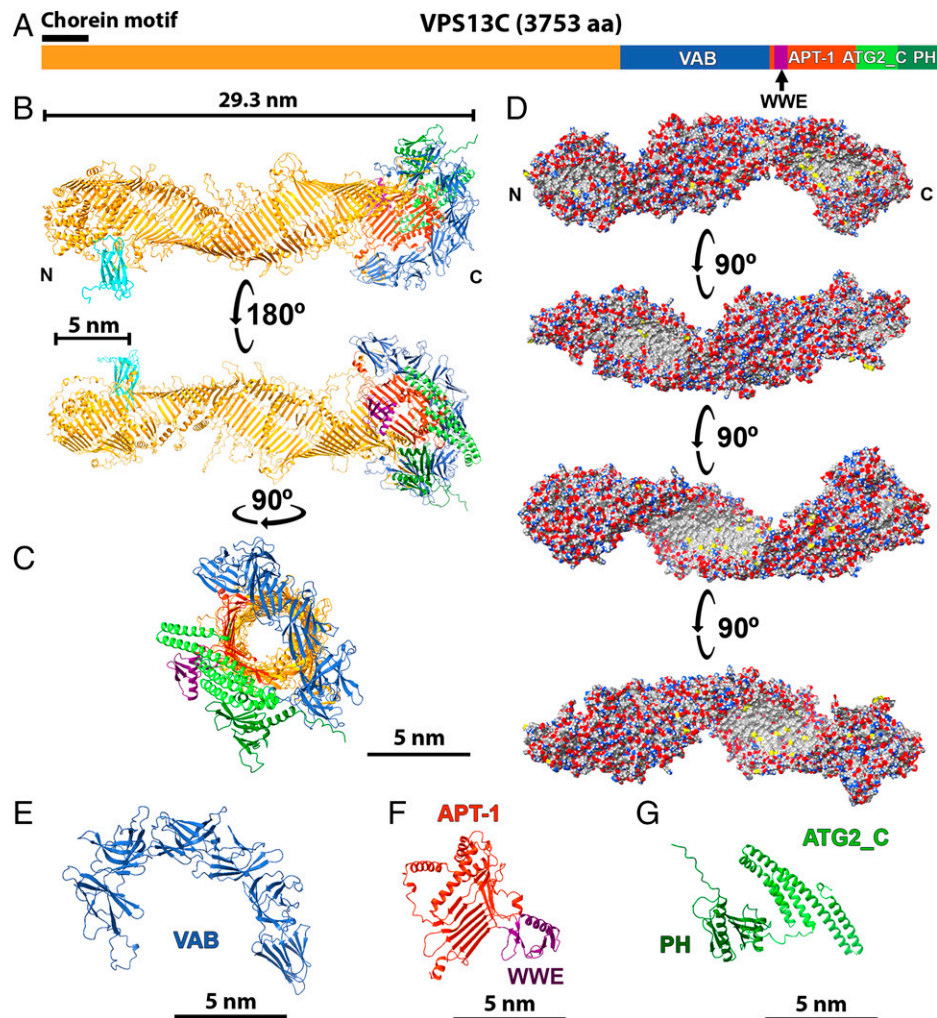 A
Chorein motif
VPS13C (3753 aa)
VAB
APT-1
ATG2_C
PH
WWE
B
29.3 nm
N
C
180º
5 nm
90º
C
5 nm
D
N
C
90º
90º
90º
E
VAB
5 nm
F
APT-1
WWE
5 nm
G
ATG2_C
PH
5 nm